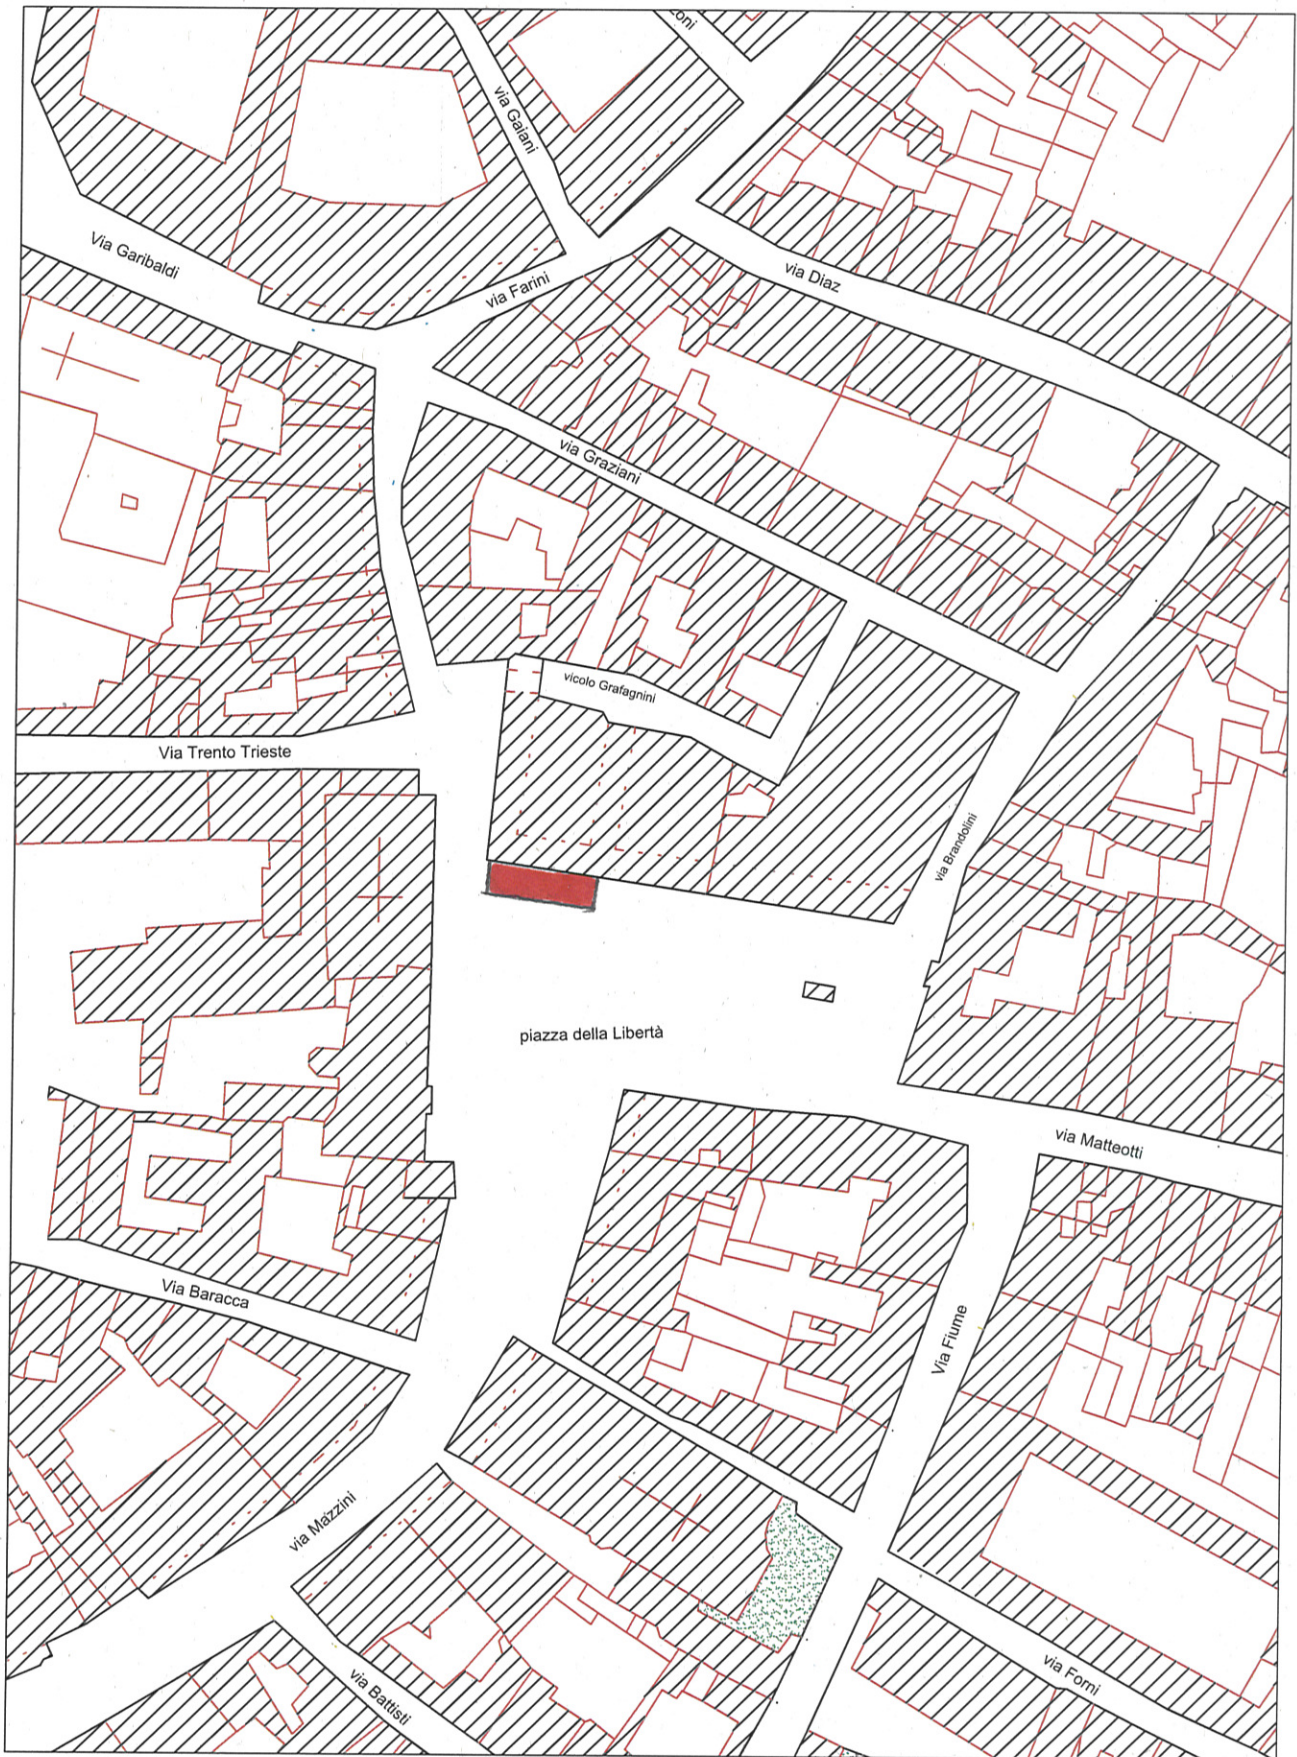 zoni
via Gaiani
Via Garibaldi
via Farini
via Diaz
via Graziani
vicolo Grafagnini
Via Trento Trieste
via Brandolini
piazza della Libertà
via Matteotti
Via Baracca
Via Fiume
via Mazzini
via Forni
via Battisti